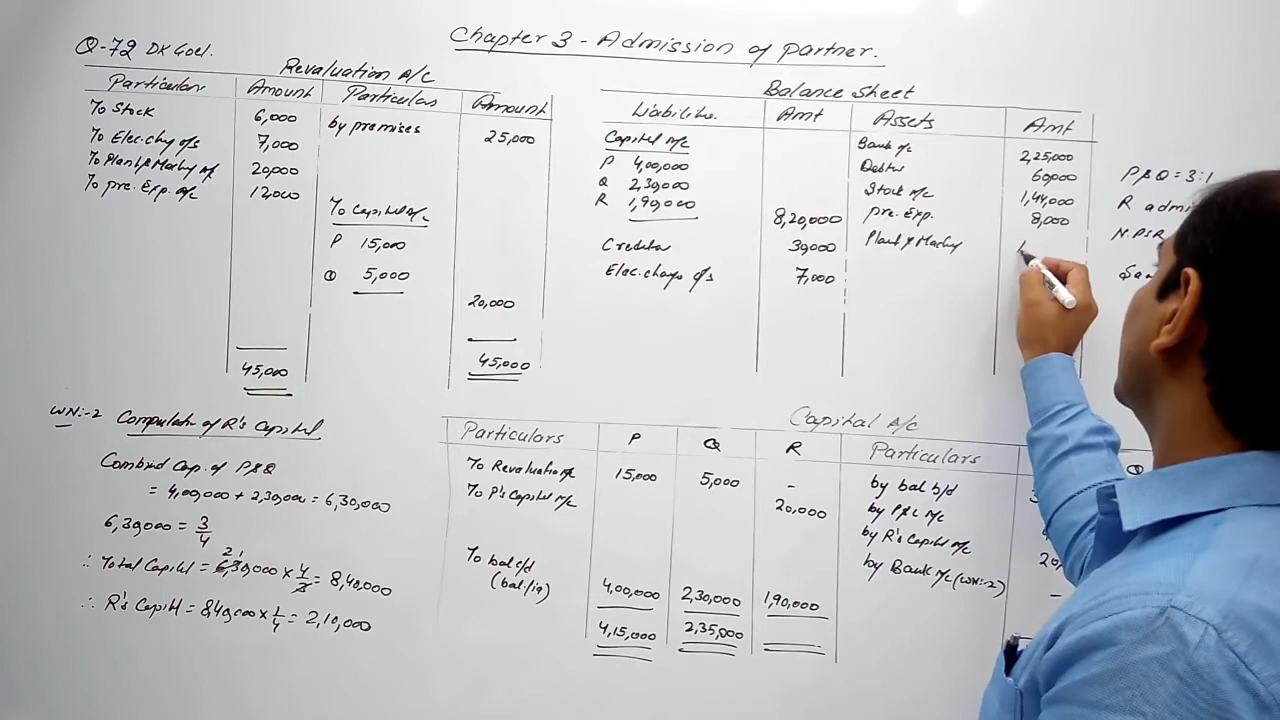 Chapter 3 - Admission of partner.
Q-72 DK Goel.
Revaluation A/c
Particulars Amount Particulars Amount
To Stock 6,000 by premises 25,000
To Elec. chag o/s 7,000
To Plant & Machy A/c 20,000
To pre. Exp. A/c 12,000
To Capital A/c
P 15,000
Q 5,000
20,000
45,000 45,000
Balance Sheet
Liabilities. Amt Assets Amt
Capital A/c Bank A/c 2,25,000
P 4,00,000 Debtor 60,000
Q 2,30,000 Stock A/c 1,44,000
R 1,90,000 8,20,000 pre. Exp. 8,000
Creditor 30,000 Plant & Machy
Elec. charge o/s 7,000
P & Q = 3:1
R admi
N.P.S.R
WN:-2 Computatn of R's Capital
Combined Cap. of P & Q
= 4,00,000 + 2,30,000 = 6,30,000
6,30,000 = 3/4
∴ Total Capital = 6,30,000 × 4/3 = 8,40,000
∴ R's Capital = 8,40,000 × 1/4 = 2,10,000
Capital A/c
Particulars P Q R Particulars Q
To Revaluation A/c 15,000 5,000 - by bal b/d
To P's Capital A/c 20,000 by P&L A/c
by R's Capital A/c 20,
To bal c/d by Bank A/c (WN:-2) -
(bal. fig) 4,00,000 2,30,000 1,90,000
4,15,000 2,35,000